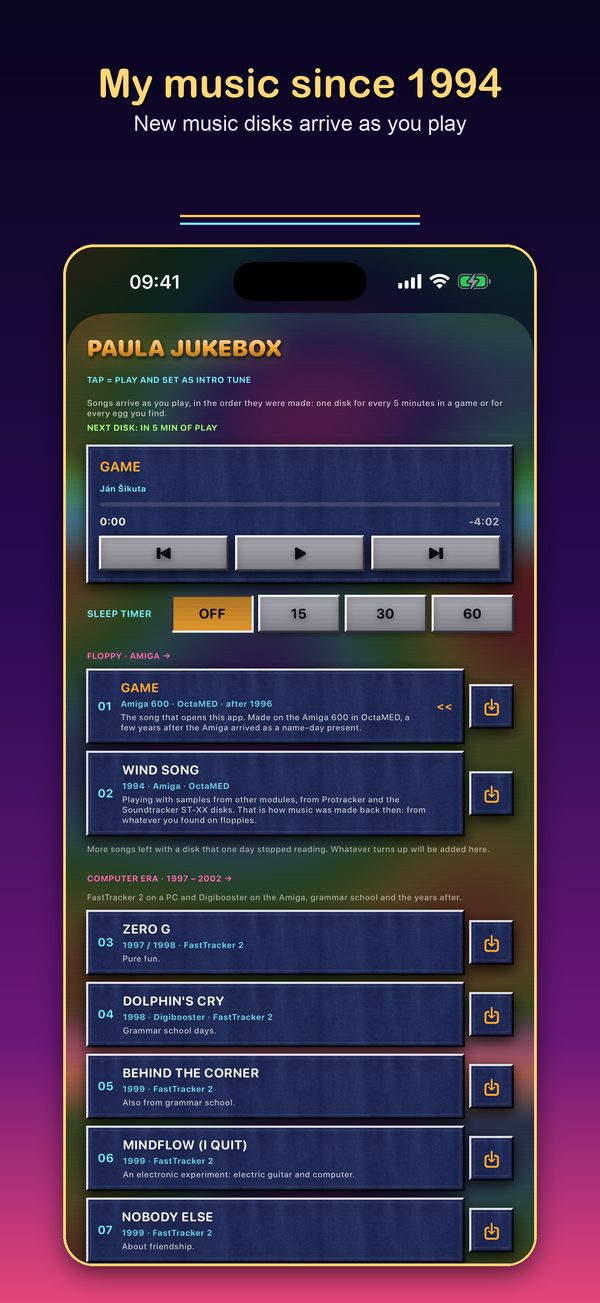 My music since 1994
New music disks arrive as you play
09:41
PAULA JUKEBOX
TAP = PLAY AND SET AS INTRO TUNE
Songs arrive as you play, in the order they were made: one disk for every 5 minutes in a game or for
every egg you find.
NEXT DISK: IN 5 MIN OF PLAY
GAME
Ján Šikuta
0:00 -4:02
SLEEP TIMER OFF 15 30 60
FLOPPY · AMIGA →
01 GAME
Amiga 600 · OctaMED · after 1996
The song that opens this app. Made on the Amiga 600 in OctaMED, a
few years after the Amiga arrived as a name-day present.
<<
02 WIND SONG
1994 · Amiga · OctaMED
Playing with samples from other modules, from Protracker and the
Soundtracker ST-XX disks. That is how music was made back then: from
whatever you found on floppies.
More songs left with a disk that one day stopped reading. Whatever turns up will be added here.
COMPUTER ERA · 1997 – 2002 →
FastTracker 2 on a PC and Digibooster on the Amiga, grammar school and the years after.
03 ZERO G
1997 / 1998 · FastTracker 2
Pure fun.
04 DOLPHIN'S CRY
1998 · Digibooster · FastTracker 2
Grammar school days.
05 BEHIND THE CORNER
1999 · FastTracker 2
Also from grammar school.
06 MINDFLOW (I QUIT)
1999 · FastTracker 2
An electronic experiment: electric guitar and computer.
07 NOBODY ELSE
1999 · FastTracker 2
About friendship.